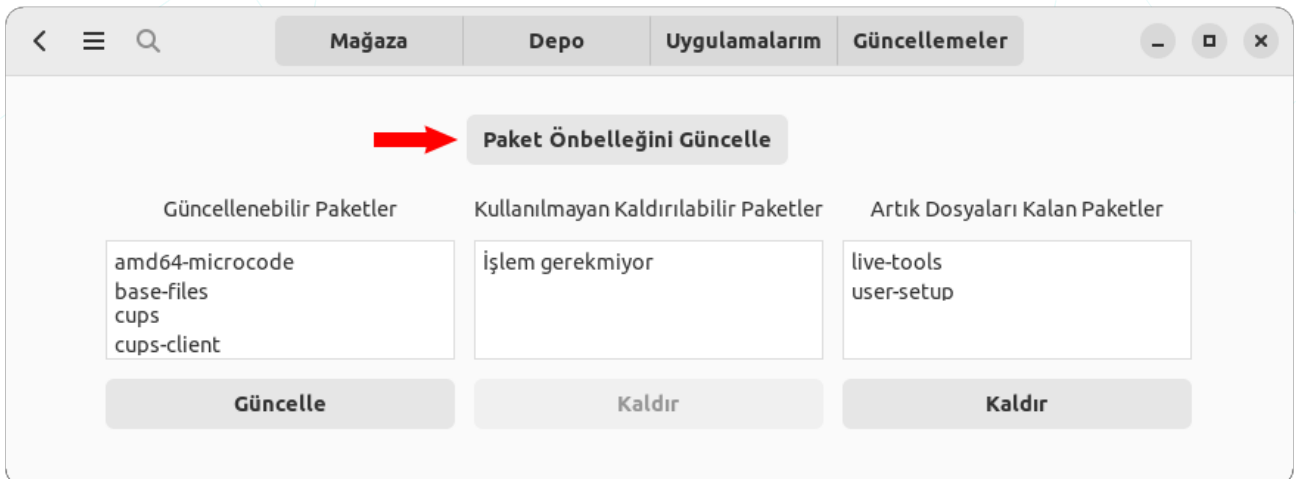 Mağaza
Depo
Uygulamalarım
Güncellemeler
Paket Önbelleğini Güncelle
Güncellenebilir Paketler
amd64-microcode
base-files
cups
cups-client
Güncelle
Kullanılmayan Kaldırılabilir Paketler
İşlem gerekmiyor
Kaldır
Artık Dosyaları Kalan Paketler
live-tools
user-setup
Kaldır